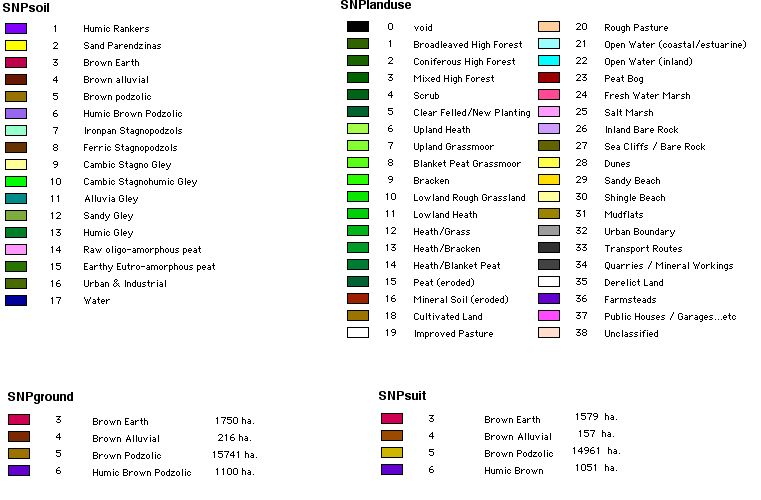 SNPsoil
1 Humic Rankers
2 Sand Parendzinas
3 Brown Earth
4 Brown alluvial
5 Brown podzolic
6 Humic Brown Podzolic
7 Ironpan Stagnopodzols
8 Ferric Stagnopodzols
9 Cambic Stagno Gley
10 Cambic Stagnohumic Gley
11 Alluvia Gley
12 Sandy Gley
13 Humic Gley
14 Raw oligo-amorphous peat
15 Earthy Eutro-amorphous peat
16 Urban & Industrial
17 Water
SNPlanduse
0 void
1 Broadleaved High Forest
2 Coniferous High Forest
3 Mixed High Forest
4 Scrub
5 Clear Felled/New Planting
6 Upland Heath
7 Upland Grassmoor
8 Blanket Peat Grassmoor
9 Bracken
10 Lowland Rough Grassland
11 Lowland Heath
12 Heath/Grass
13 Heath/Bracken
14 Heath/Blanket Peat
15 Peat (eroded)
16 Mineral Soil (eroded)
18 Cultivated Land
19 Improved Pasture
20 Rough Pasture
21 Open Water (coastal/estuarine)
22 Open Water (inland)
23 Peat Bog
24 Fresh Water Marsh
25 Salt Marsh
26 Inland Bare Rock
27 Sea Cliffs / Bare Rock
28 Dunes
29 Sandy Beach
30 Shingle Beach
31 Mudflats
32 Urban Boundary
33 Transport Routes
34 Quarries / Mineral Workings
35 Derelict Land
36 Farmsteads
37 Public Houses / Garages...etc
38 Unclassified
SNPground
3 Brown Earth 1750 ha.
4 Brown Alluvial 216 ha.
5 Brown Podzolic 15741 ha.
6 Humic Brown Podzolic 1100 ha.
SNPsuit
3 Brown Earth 1579 ha.
4 Brown Alluvial 157 ha.
5 Brown Podzolic 14961 ha.
6 Humic Brown 1051 ha.